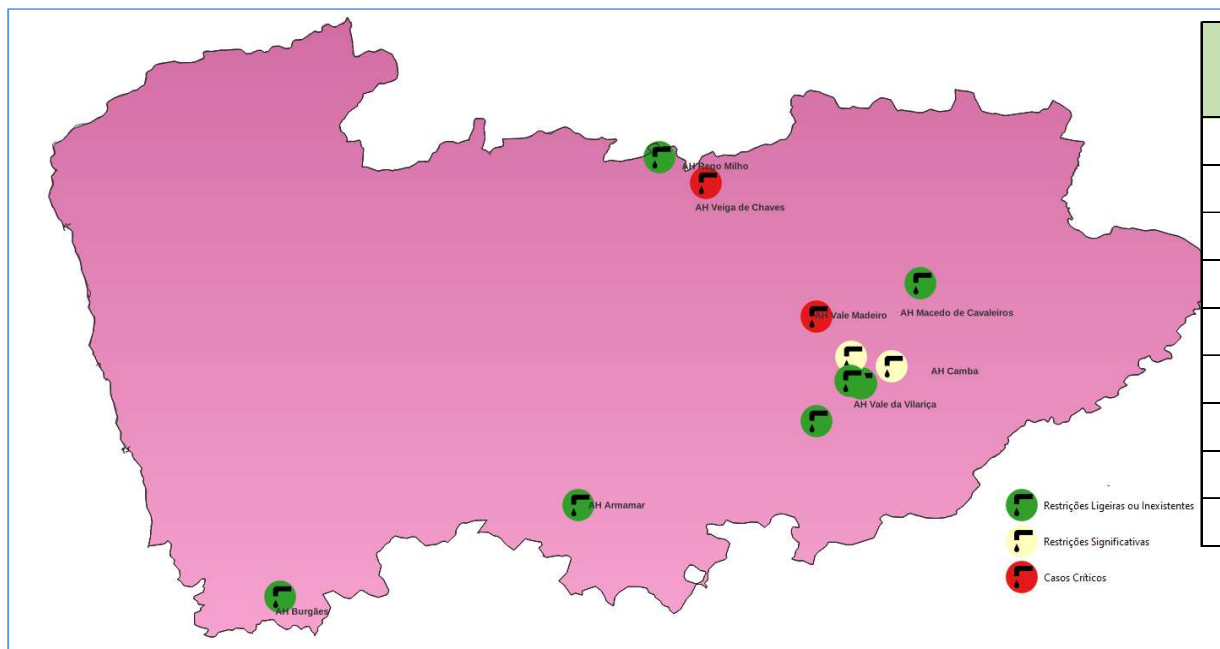 AH Rego Milho
AH Veiga de Chaves
AH Macedo de Cavaleiros
AH Vale Madeiro
AH Camba
AH Vale da Vilariça
AH Armamar
AH Burgães
Restrições Ligeiras ou Inexistentes
Restrições Significativas
Casos Críticos